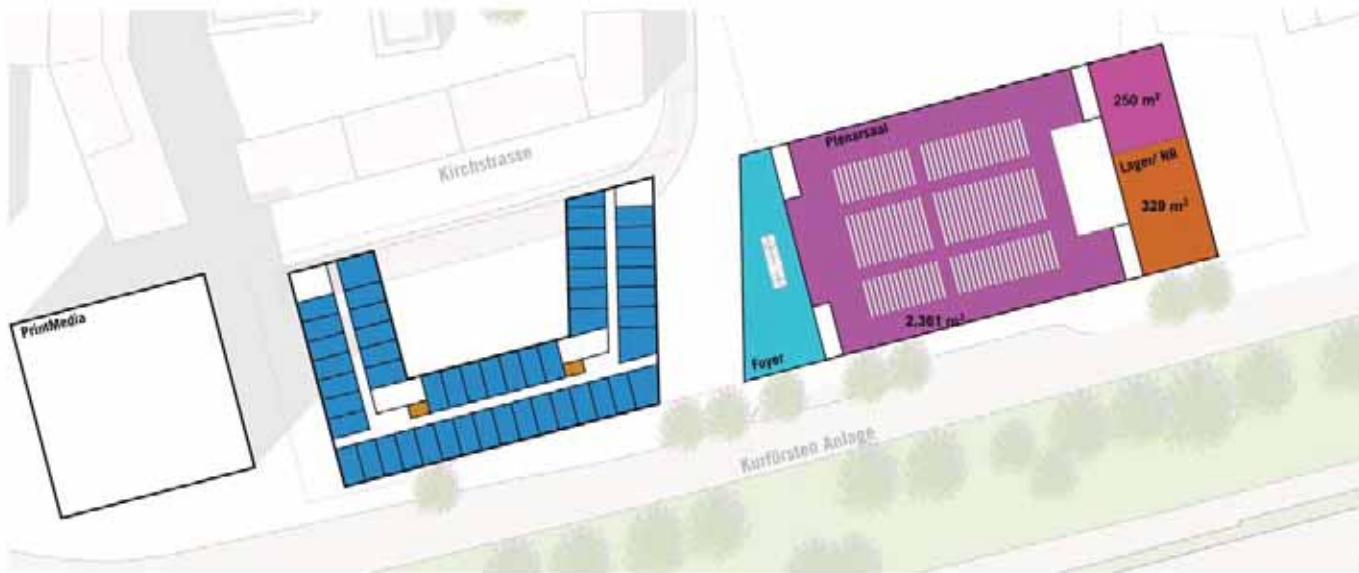 Kirchstrasse
PrintMedia
Plenarsaal
250 m²
Lager/ NR
329 m²
2.361 m²
Foyer
Kurfürsten Anlage